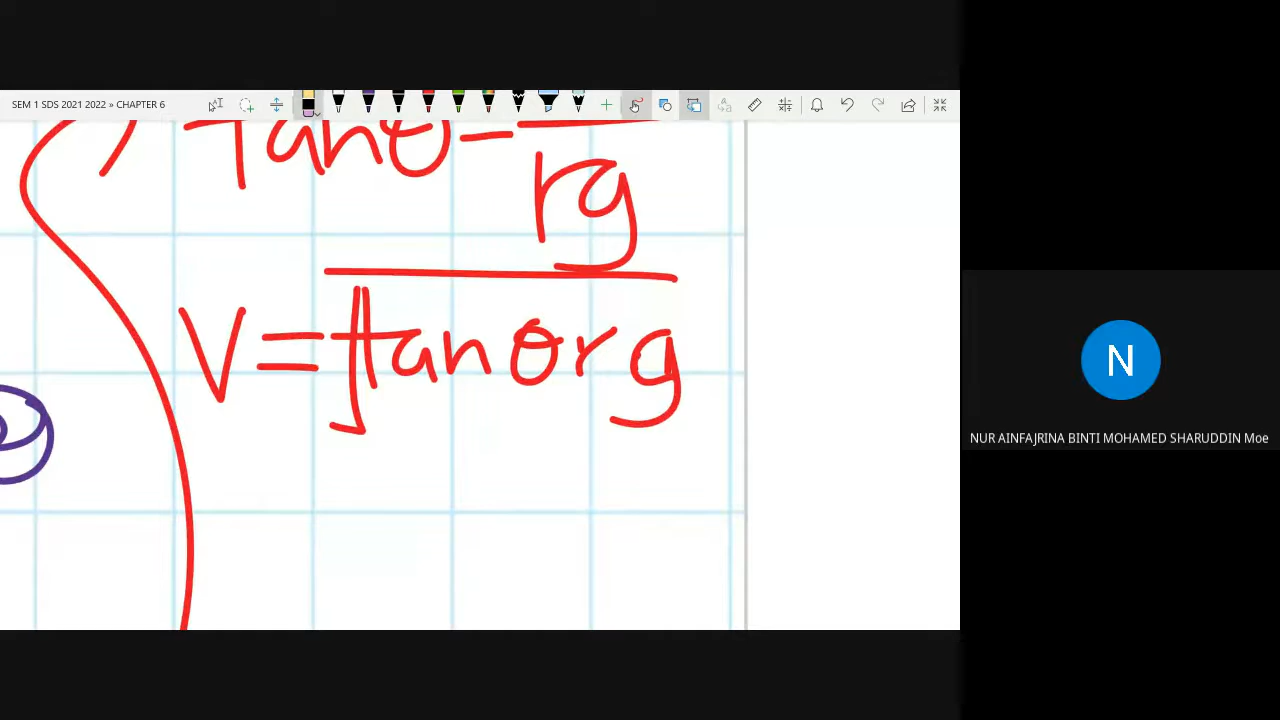 SEM 1 SDS 2021 2022 » CHAPTER 6
tanθ =
rg
V = √tanθrg
N
NUR AINFAJRINA BINTI MOHAMED SHARUDDIN Moe